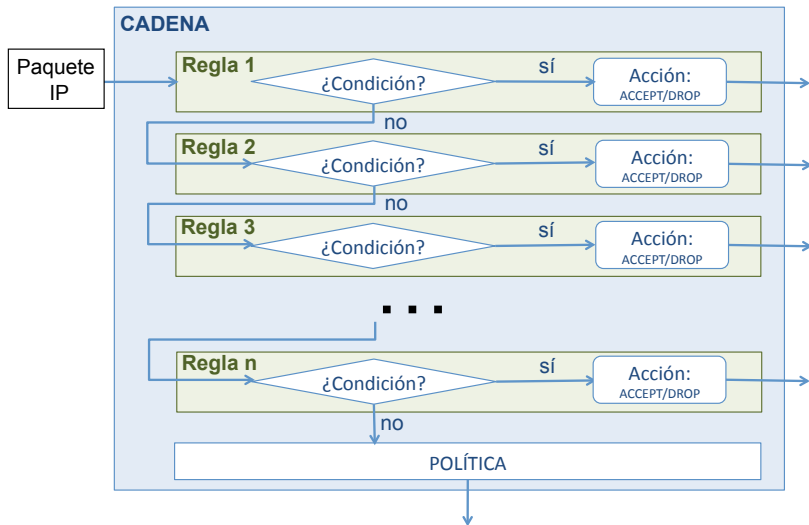 CADENA
Paquete
IP
Regla 1
¿Condición?
sí
Acción:
ACCEPT/DROP
no
Regla 2
¿Condición?
sí
Acción:
ACCEPT/DROP
no
Regla 3
¿Condición?
sí
Acción:
ACCEPT/DROP
...
Regla n
¿Condición?
sí
Acción:
ACCEPT/DROP
no
POLÍTICA